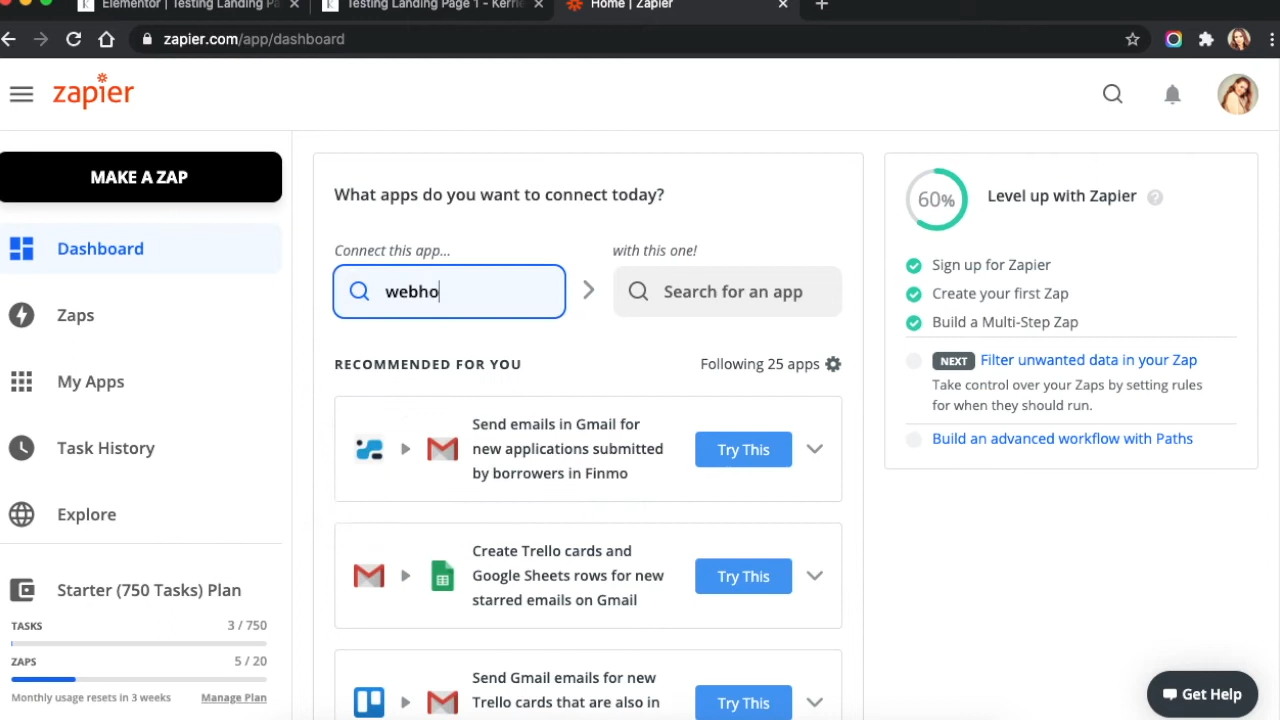 Elementor | Testing Landing Pa
Testing Landing Page 1 - Kerrie
Home | Zapier
zapier.com/app/dashboard
zapier
MAKE A ZAP
Dashboard
Zaps
My Apps
Task History
Explore
Starter (750 Tasks) Plan
TASKS 3 / 750
ZAPS 5 / 20
Monthly usage resets in 3 weeks Manage Plan
What apps do you want to connect today?
Connect this app... with this one!
webho Search for an app
RECOMMENDED FOR YOU Following 25 apps
Send emails in Gmail for
new applications submitted
by borrowers in Finmo
Try This
Create Trello cards and
Google Sheets rows for new
starred emails on Gmail
Try This
Send Gmail emails for new
Trello cards that are also in
Try This
60% Level up with Zapier ?
Sign up for Zapier
Create your first Zap
Build a Multi-Step Zap
NEXT Filter unwanted data in your Zap
Take control over your Zaps by setting rules
for when they should run.
Build an advanced workflow with Paths
Get Help